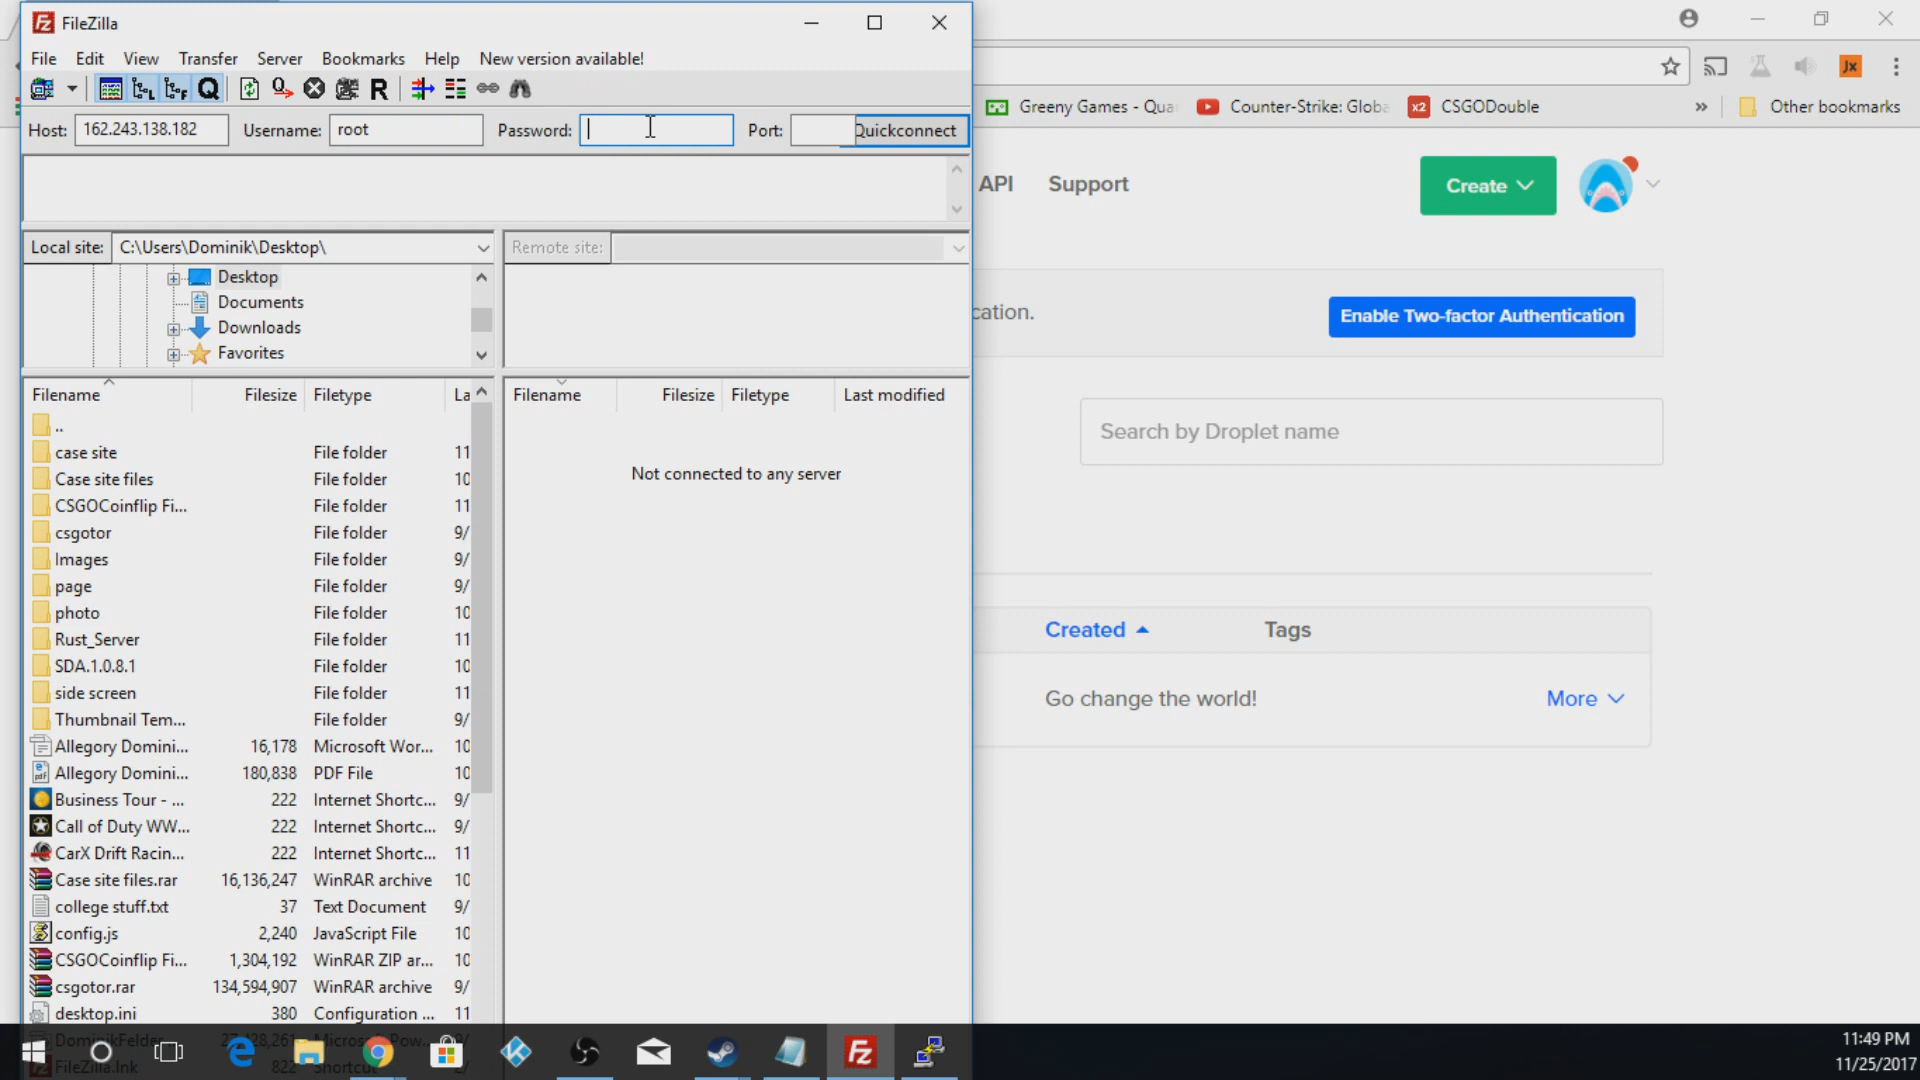 FileZilla
File Edit View Transfer Server Bookmarks Help New version available!
Host: 162.243.138.182 Username: root Password: Port: Quickconnect
Local site: C:\Users\Dominik\Desktop\
Remote site:
Desktop
Documents
Downloads
Favorites
Filename Filesize Filetype La
..
case site File folder 11
Case site files File folder 10
CSGOCoinflip Fi... File folder 11
csgotor File folder 9/
Images File folder 9/
page File folder 9/
photo File folder 10
Rust_Server File folder 11
SDA.1.0.8.1 File folder 10
side screen File folder 11
Thumbnail Tem... File folder 9/
Allegory Domini... 16,178 Microsoft Wor... 10
Allegory Domini... 180,838 PDF File 10
Business Tour - ... 222 Internet Shortc... 9/
Call of Duty WW... 222 Internet Shortc... 9/
CarX Drift Racin... 222 Internet Shortc... 11
Case site files.rar 16,136,247 WinRAR archive 10
college stuff.txt 37 Text Document 9/
config.js 2,240 JavaScript File 10
CSGOCoinflip Fi... 1,304,192 WinRAR ZIP ar... 10
csgotor.rar 134,594,907 WinRAR archive 9/
desktop.ini 380 Configuration ... 11
FileZilla.lnk 822 Shortcut
Filename Filesize Filetype Last modified
Not connected to any server
Jx
Greeny Games - Qua Counter-Strike: Globa x2 CSGODouble » Other bookmarks
API Support Create
cation. Enable Two-factor Authentication
Search by Droplet name
Created Tags
Go change the world! More
11:49 PM
11/25/2017